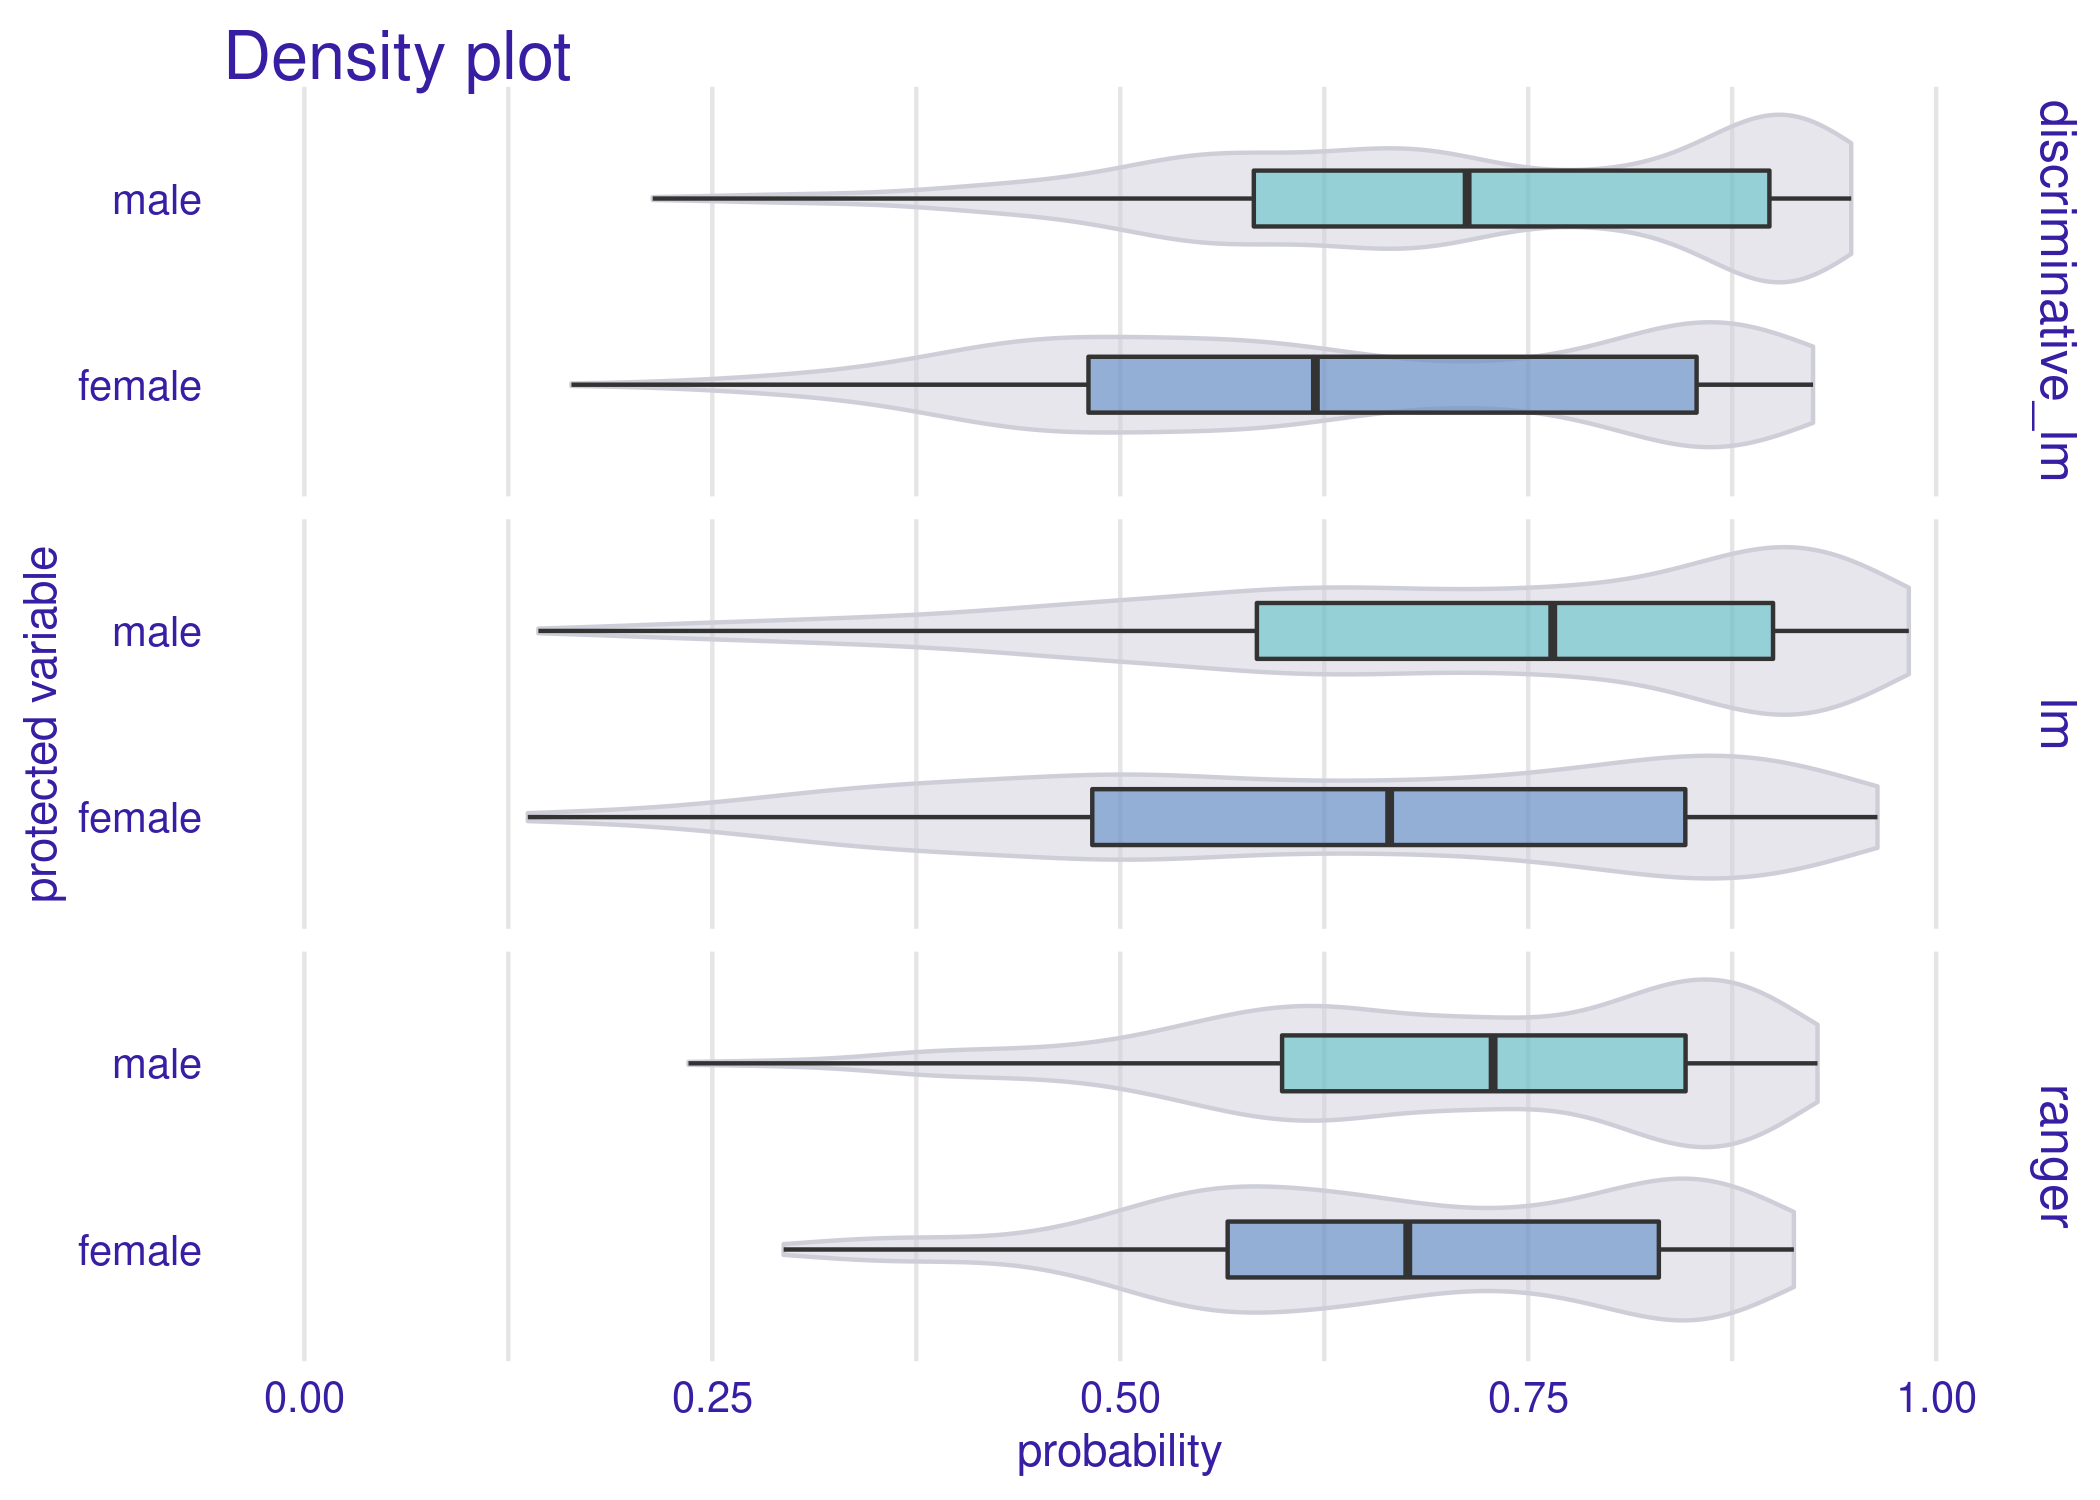 Density plot
discriminative_lm
male
female
protected variable
lm
male
female
ranger
male
female
0.00 0.25 0.50 0.75 1.00
probability